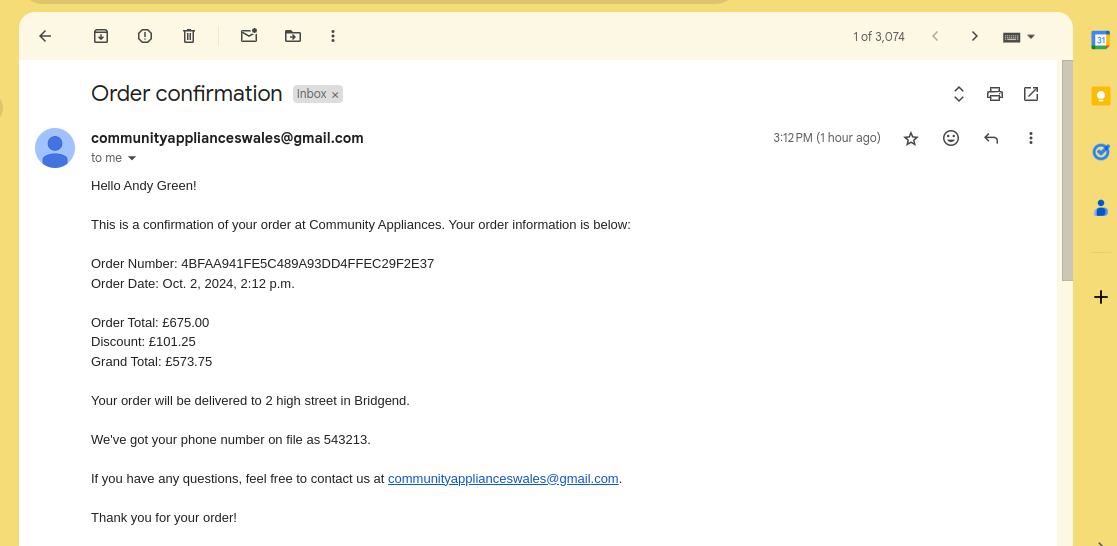 1 of 3,074
31
Order confirmation Inbox ×
communityapplianceswales@gmail.com 3:12 PM (1 hour ago)
to me
Hello Andy Green!
This is a confirmation of your order at Community Appliances. Your order information is below:
Order Number: 4BFAA941FE5C489A93DD4FFEC29F2E37
Order Date: Oct. 2, 2024, 2:12 p.m.
Order Total: £675.00
Discount: £101.25
Grand Total: £573.75
Your order will be delivered to 2 high street in Bridgend.
We've got your phone number on file as 543213.
If you have any questions, feel free to contact us at communityapplianceswales@gmail.com.
Thank you for your order!